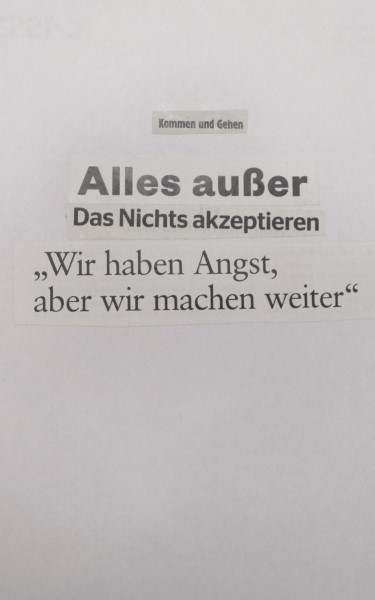 Kommen und Gehen
Alles außer
Das Nichts akzeptieren
„Wir haben Angst,
aber wir machen weiter“